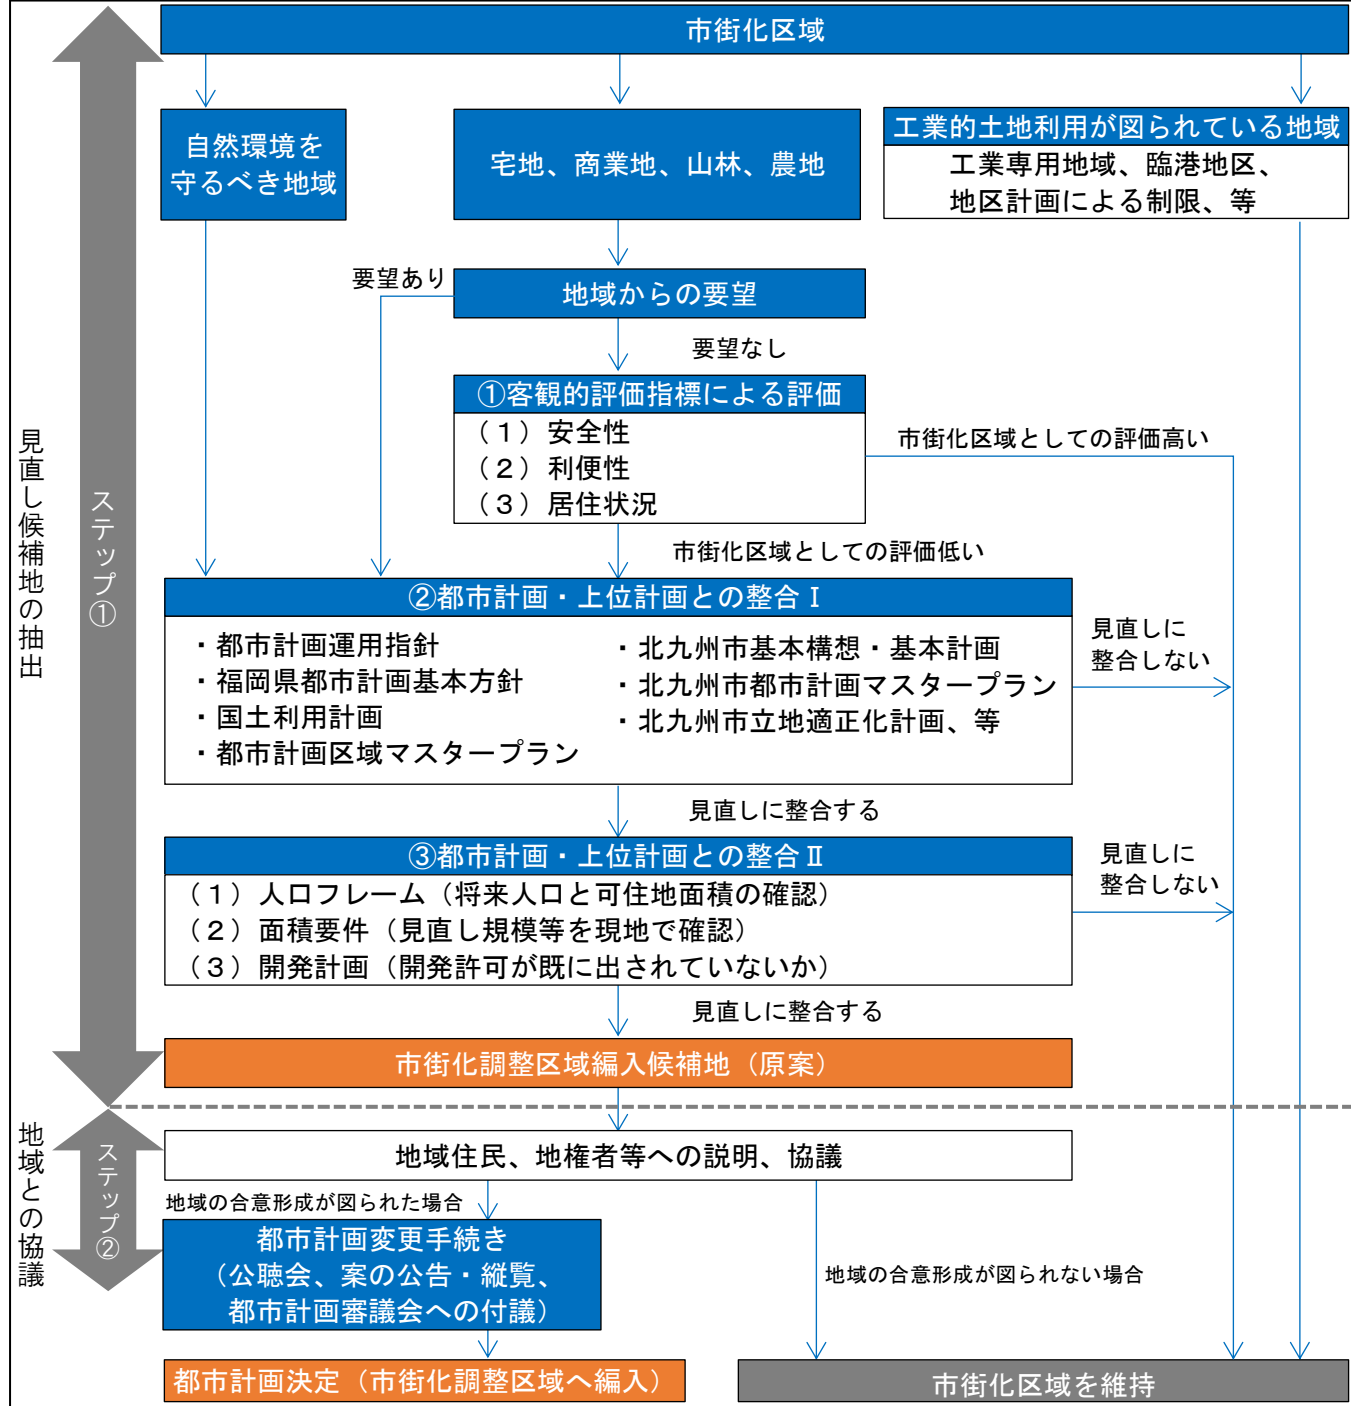 市街化区域
自然環境を
守るべき地域
宅地、商業地、山林、農地
工業的土地利用が図られている地域
工業専用地域、臨港地区、
地区計画による制限、等
要望あり
地域からの要望
要望なし
①客観的評価指標による評価
（１）安全性
（２）利便性
（３）居住状況
市街化区域としての評価高い
市街化区域としての評価低い
見直し候補地の抽出
ステップ①
②都市計画・上位計画との整合Ⅰ
・都市計画運用指針
・福岡県都市計画基本方針
・国土利用計画
・都市計画区域マスタープラン
・北九州市基本構想・基本計画
・北九州市都市計画マスタープラン
・北九州市立地適正化計画、等
見直しに
整合しない
見直しに整合する
③都市計画・上位計画との整合Ⅱ
（１）人口フレーム（将来人口と可住地面積の確認）
（２）面積要件（見直し規模等を現地で確認）
（３）開発計画（開発許可が既に出されていないか）
見直しに
整合しない
見直しに整合する
市街化調整区域編入候補地（原案）
地域との協議
ステップ②
地域住民、地権者等への説明、協議
地域の合意形成が図られた場合
都市計画変更手続き
（公聴会、案の公告・縦覧、
都市計画審議会への付議）
地域の合意形成が図られない場合
都市計画決定（市街化調整区域へ編入）
市街化区域を維持